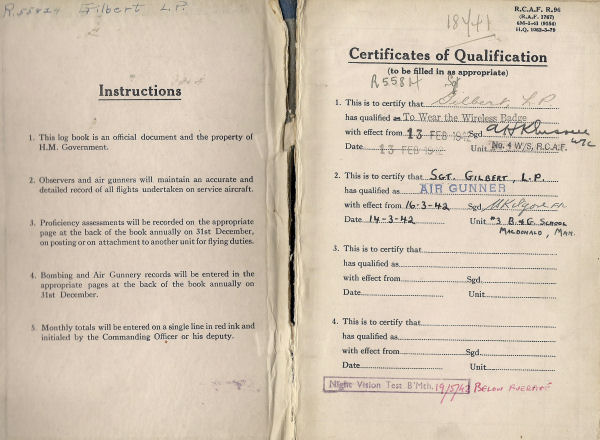 R.55824 Gilbert L.P.
Instructions
1. This log book is an official document and the property of
H.M. Government.
2. Observers and air gunners will maintain an accurate and
detailed record of all flights undertaken on service aircraft.
3. Proficiency assessments will be recorded on the appropriate
page at the back of the book annually on 31st December,
on posting or on attachment to another unit for flying duties.
4. Bombing and Air Gunnery records will be entered in the
appropriate pages at the back of the book annually on
31st December.
5. Monthly totals will be entered on a single line in red ink and
initialed by the Commanding Officer or his deputy.
R.C.A.F. R.96
(R.A.F. 1767)
H.Q. 1062-3-79
Certificates of Qualification
(to be filled in as appropriate)
1. This is to certify that Gilbert, L.P.
has qualified as To Wear the Wireless Badge
with effect from 13 FEB 1942 Sgd.
Date 13 FEB 1942 Unit No. 4 W/S, R.C.A.F.
2. This is to certify that SGT. GILBERT, L.P.
has qualified as AIR GUNNER
with effect from 16-3-42 Sgd.
Date 14-3-42 Unit #3 B.&G. SCHOOL
MACDONALD, MAN.
3. This is to certify that
has qualified as
with effect from Sgd.
Date Unit
4. This is to certify that
has qualified as
with effect from Sgd.
Date Unit
Night Vision Test B'Mth. BELOW AVERAGE